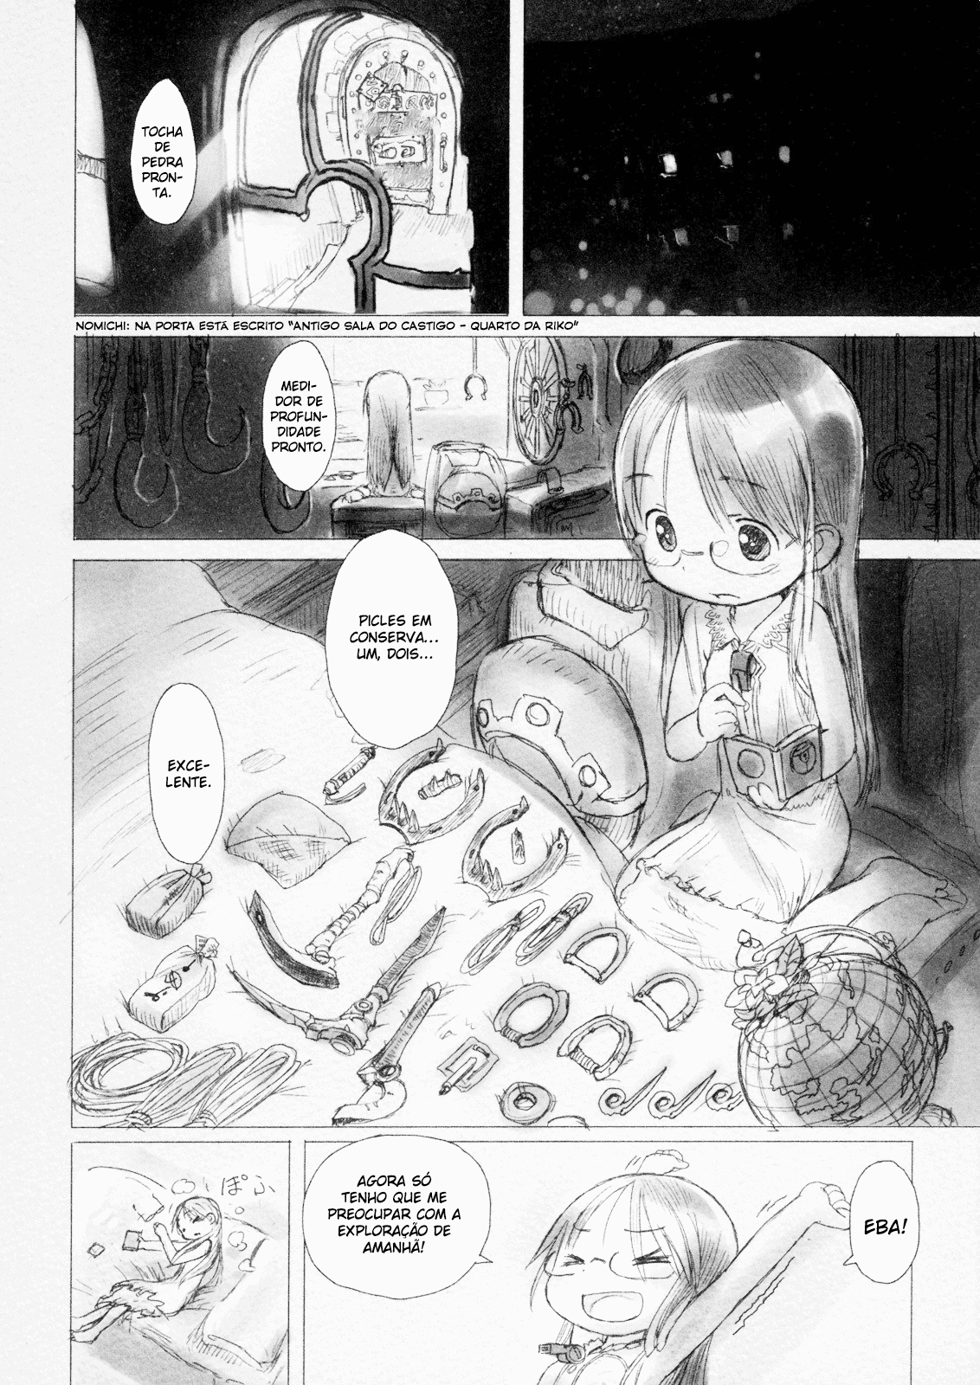 TOCHA
DE
PEDRA
PRON-
TA.
NOMICHI: NA PORTA ESTÁ ESCRITO "ANTIGO SALA DO CASTIGO - QUARTO DA RIKO"
MEDI-
DOR DE
PROFUN-
DIDADE
PRONTO.
PICLES EM
CONSERVA...
UM, DOIS...
EXCE-
LENTE.
ぽふ
AGORA SÓ
TENHO QUE ME
PREOCUPAR COM A
EXPLORAÇÃO DE
AMANHÃ!
EBA!